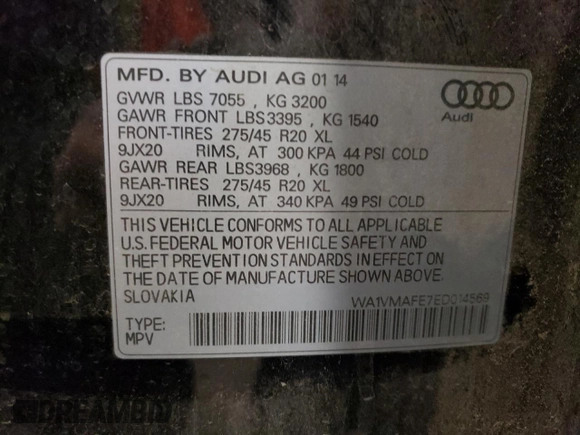 MFD. BY AUDI AG 01 14
GVWR LBS 7055 , KG 3200
GAWR FRONT LBS3395 , KG 1540
FRONT-TIRES 275/45 R20 XL
9JX20 RIMS, AT 300 KPA 44 PSI COLD
GAWR REAR LBS3968 , KG 1800
REAR-TIRES 275/45 R20 XL
9JX20 RIMS, AT 340 KPA 49 PSI COLD
Audi
THIS VEHICLE CONFORMS TO ALL APPLICABLE
U.S. FEDERAL MOTOR VEHICLE SAFETY AND
THEFT PREVENTION STANDARDS IN EFFECT ON
THE DATE OF MANUFACTURE SHOWN ABOVE.
SLOVAKIA
WA1VMAFE7ED014569
TYPE:
MPV
DREAMBID